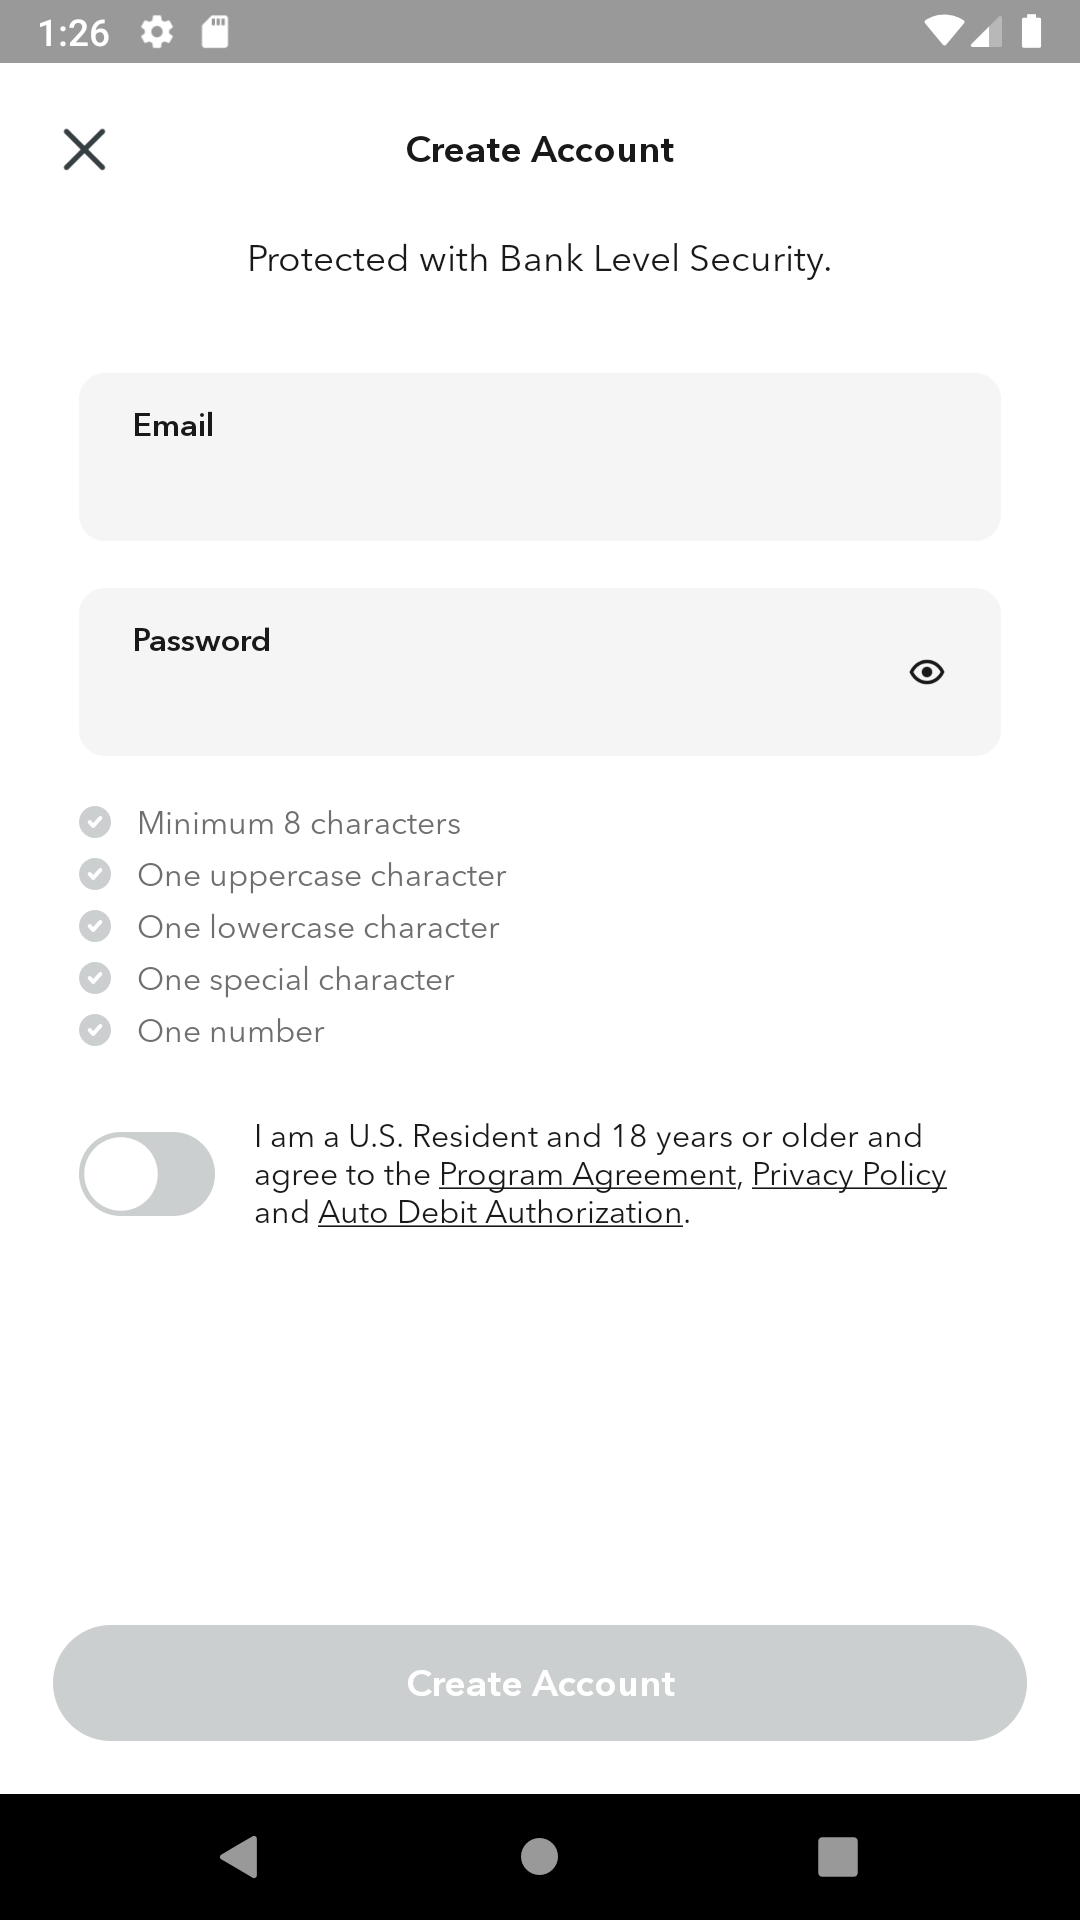 1:26
Create Account
Protected with Bank Level Security.
Email
Password
Minimum 8 characters
One uppercase character
One lowercase character
One special character
One number
I am a U.S. Resident and 18 years or older and
agree to the Program Agreement, Privacy Policy
and Auto Debit Authorization.
Create Account